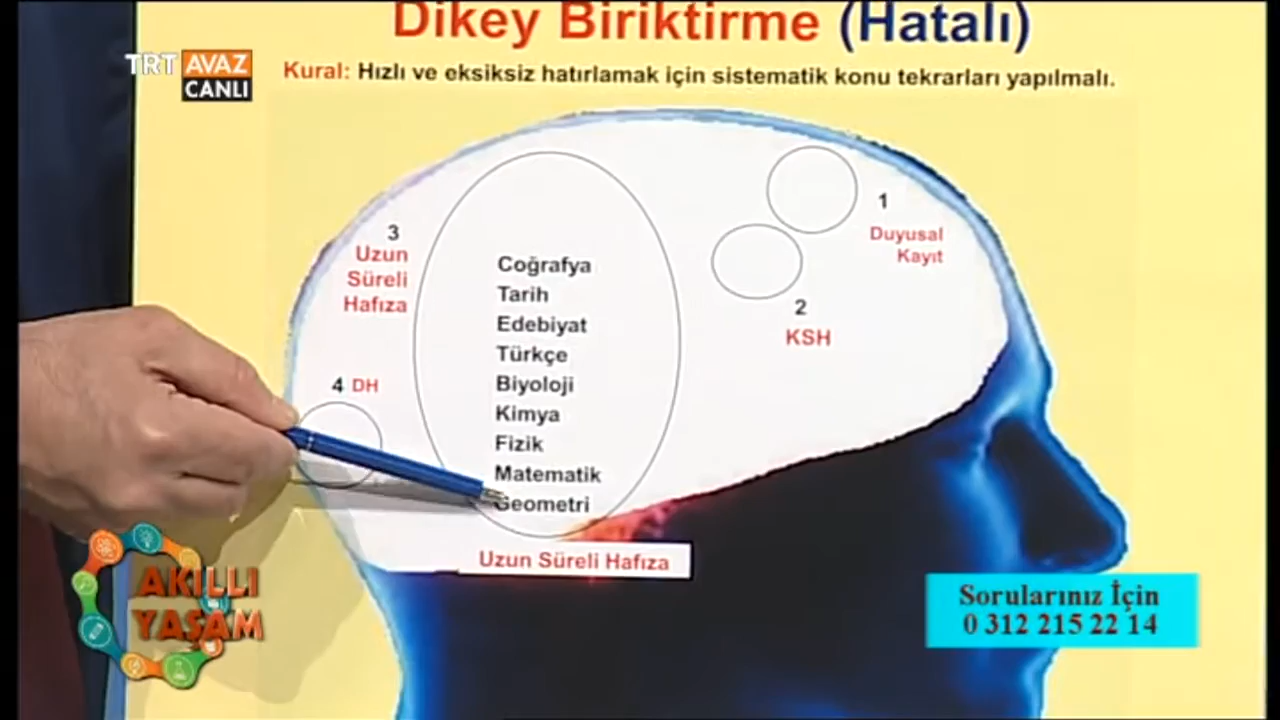 Dikey Biriktirme (Hatalı)
TRT AVAZ
CANLI
Kural: Hızlı ve eksiksiz hatırlamak için sistematik konu tekrarları yapılmalı.
1
Duyusal
Kayıt
2
KSH
3
Uzun
Süreli
Hafıza
4 DH
Coğrafya
Tarih
Edebiyat
Türkçe
Biyoloji
Kimya
Fizik
Matematik
Geometri
Uzun Süreli Hafıza
AKILLI
YAŞAM
Sorularınız İçin
0 312 215 22 14